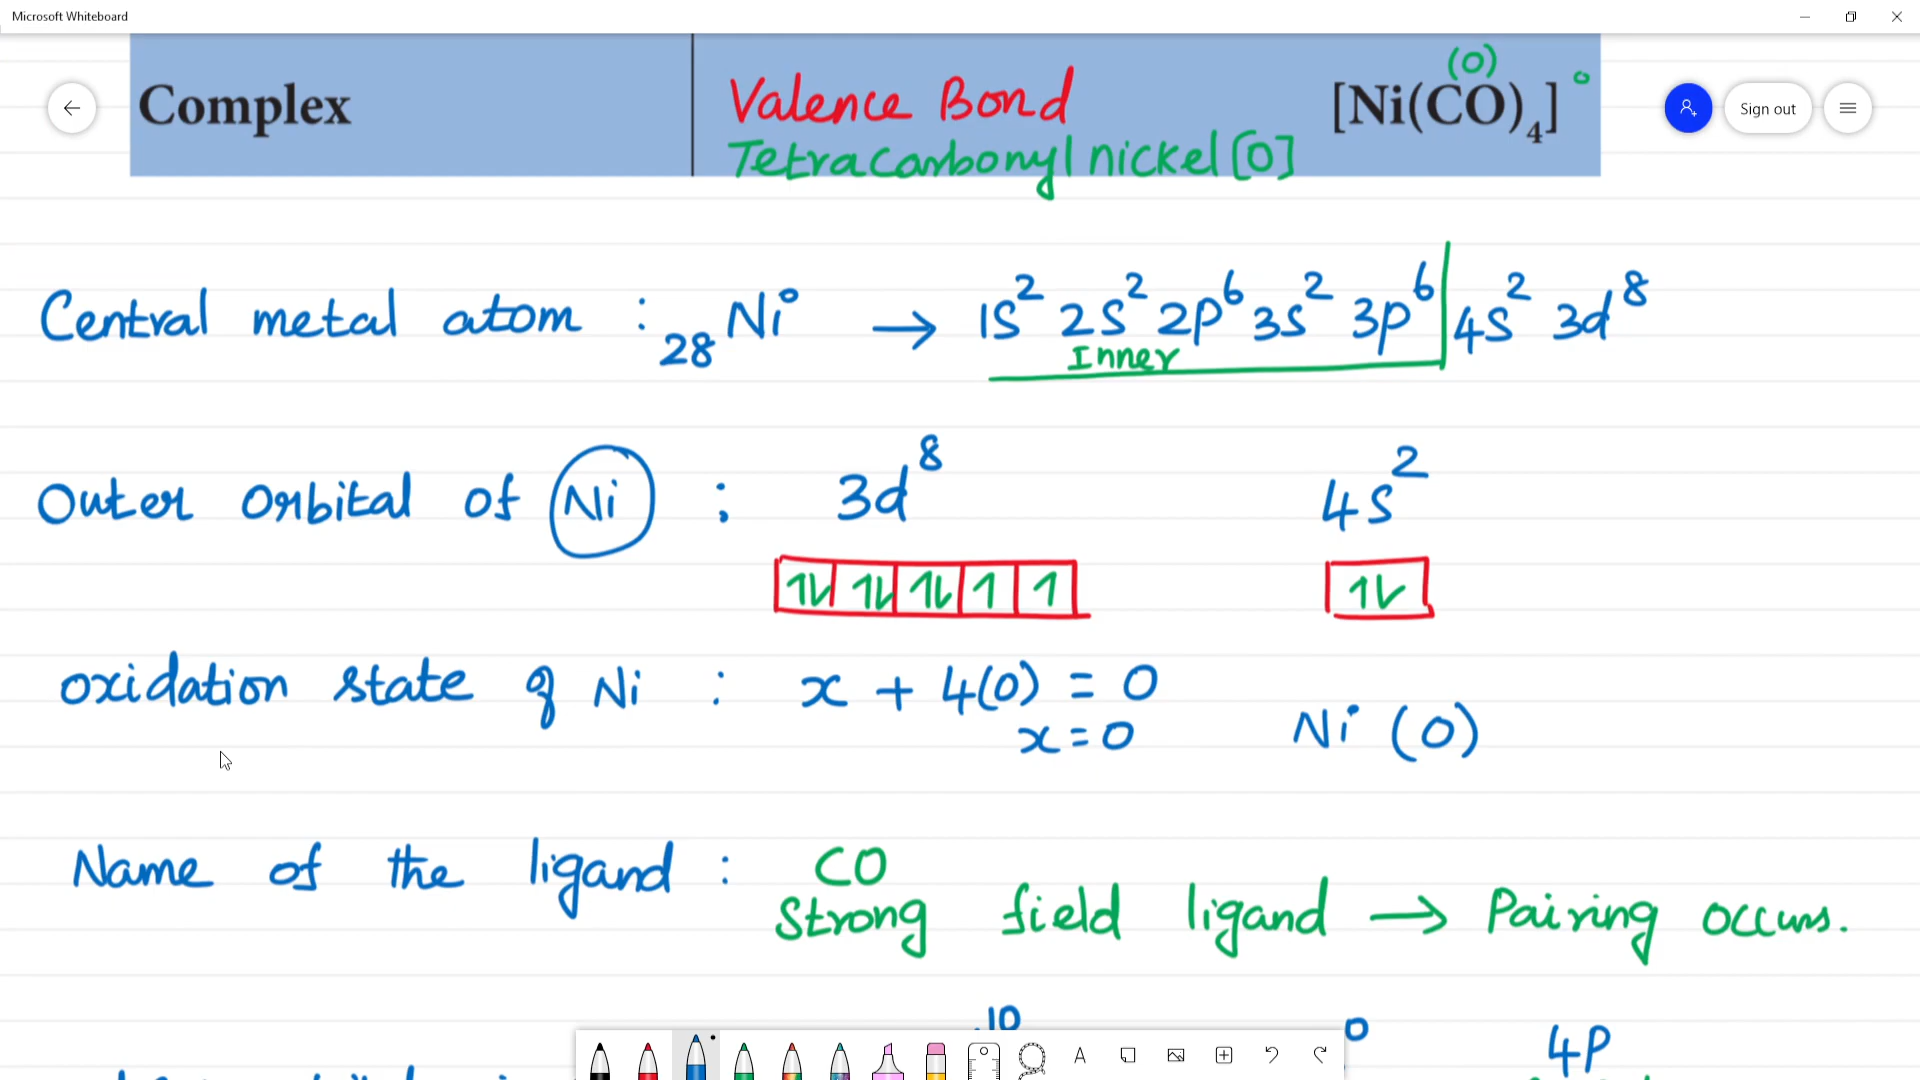 Microsoft Whiteboard
Complex
Valence Bond
Tetracarbonyl nickel [0]
(0)
[Ni(CO)₄]⁰
Sign out
Central metal atom : ₂₈Ni → 1s² 2s² 2p⁶ 3s² 3p⁶ 4s² 3d⁸
Inner
Outer Orbital of Ni : 3d⁸ 4s²
1L 1L 1L 1 1 1L
oxidation state of Ni : x + 4(0) = 0
x = 0 Ni (0)
Name of the ligand : CO
Strong field ligand → Pairing occurs.
10 0 4P
A